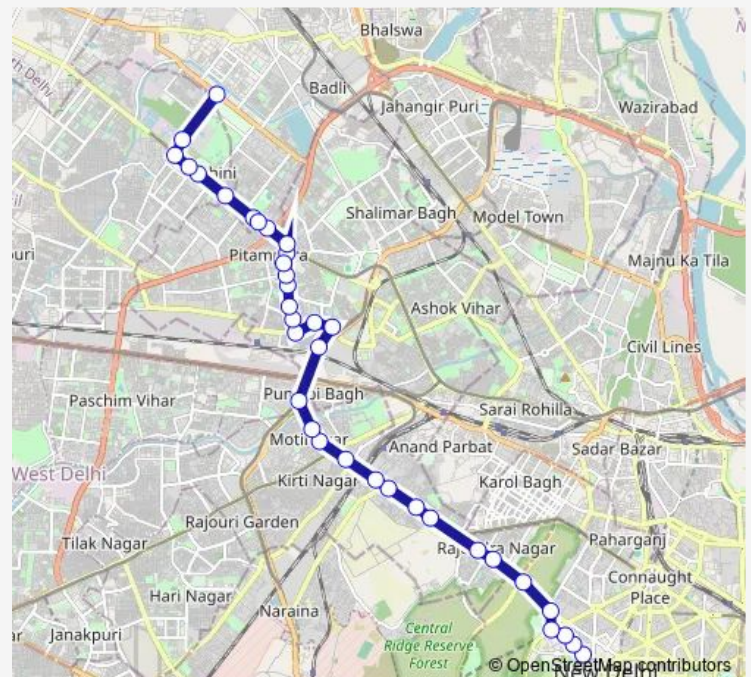 Bhalswa
Badli
Jahangir Puri
Wazirabad
Shalimar Bagh
Model Town
Majnu Ka Tila
Ashok Vihar
Civil Lines
Paschim Vihar
Sarai Rohilla
Anand Parbat
Sadar Bazar
West Delhi
Kirti Nagar
Karol Bagh
Rajouri Garden
Tilak Nagar
Paharganj
Connaught
Place
Hari Nagar
Naraina
Janakpuri
Central
Ridge Reserve
Forest
© OpenStreetMap contributors
New Delhi